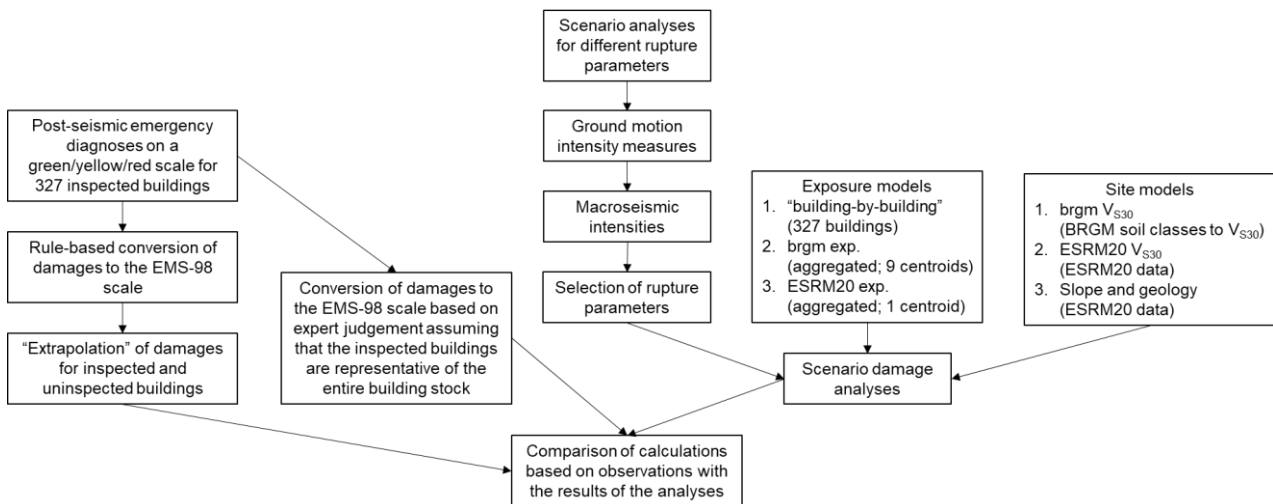 Scenario analyses
for different rupture
parameters
Post-seismic emergency
diagnoses on a
green/yellow/red scale for
327 inspected buildings
Ground motion
intensity measures
Macroseismic
intensities
Selection of rupture
parameters
Exposure models
1. “building-by-building”
(327 buildings)
2. brgm exp.
(aggregated; 9 centroids)
3. ESRM20 exp.
(aggregated; 1 centroid)
Site models
1. brgm VS30
(BRGM soil classes to VS30)
2. ESRM20 VS30
(ESRM20 data)
3. Slope and geology
(ESRM20 data)
Rule-based conversion of
damages to the EMS-98
scale
“Extrapolation” of damages
for inspected and
uninspected buildings
Conversion of damages to
the EMS-98 scale based on
expert judgement assuming
that the inspected buildings
are representative of the
entire building stock
Scenario damage
analyses
Comparison of calculations
based on observations with
the results of the analyses